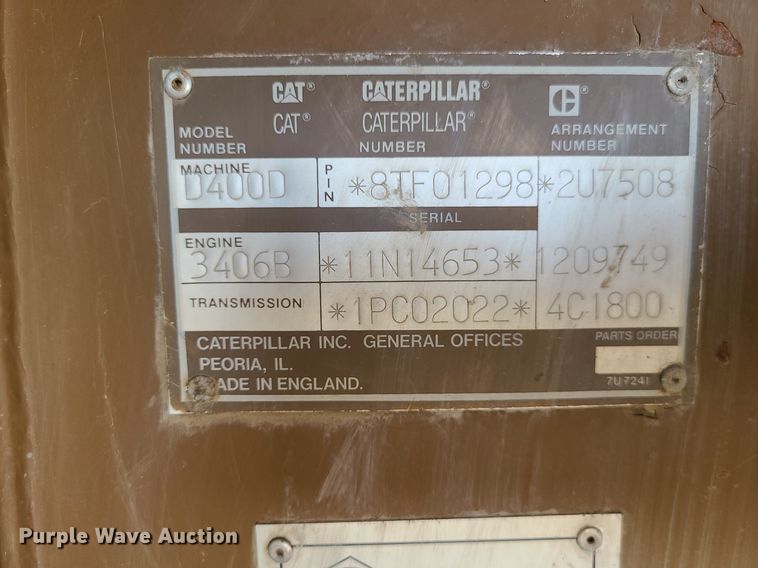 CAT® CATERPILLAR®
CAT® CATERPILLAR®
MODEL NUMBER NUMBER ARRANGEMENT NUMBER
MACHINE D400D PIN *8TF01298* 2U7508
SERIAL
ENGINE 3406B *11N14653* 1209749
TRANSMISSION *1PC02022* 4C1800
CATERPILLAR INC. GENERAL OFFICES PARTS ORDER
PEORIA, IL.
MADE IN ENGLAND. 7U7241
Purple Wave Auction